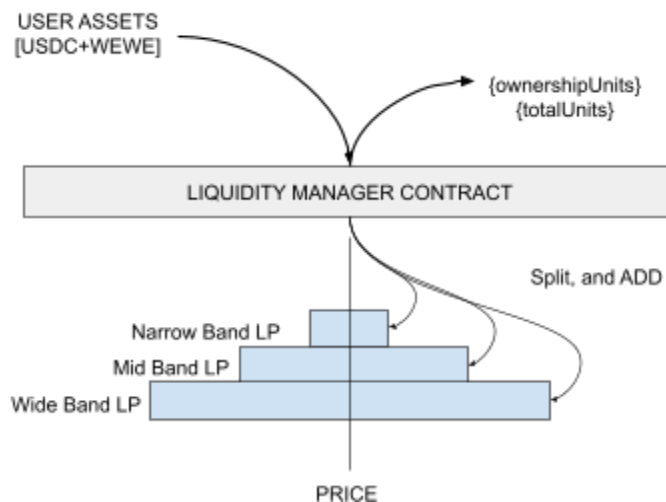 USER ASSETS
[USDC+WEWE]
{ownershipUnits}
{totalUnits}
LIQUIDITY MANAGER CONTRACT
Split, and ADD
Narrow Band LP
Mid Band LP
Wide Band LP
PRICE